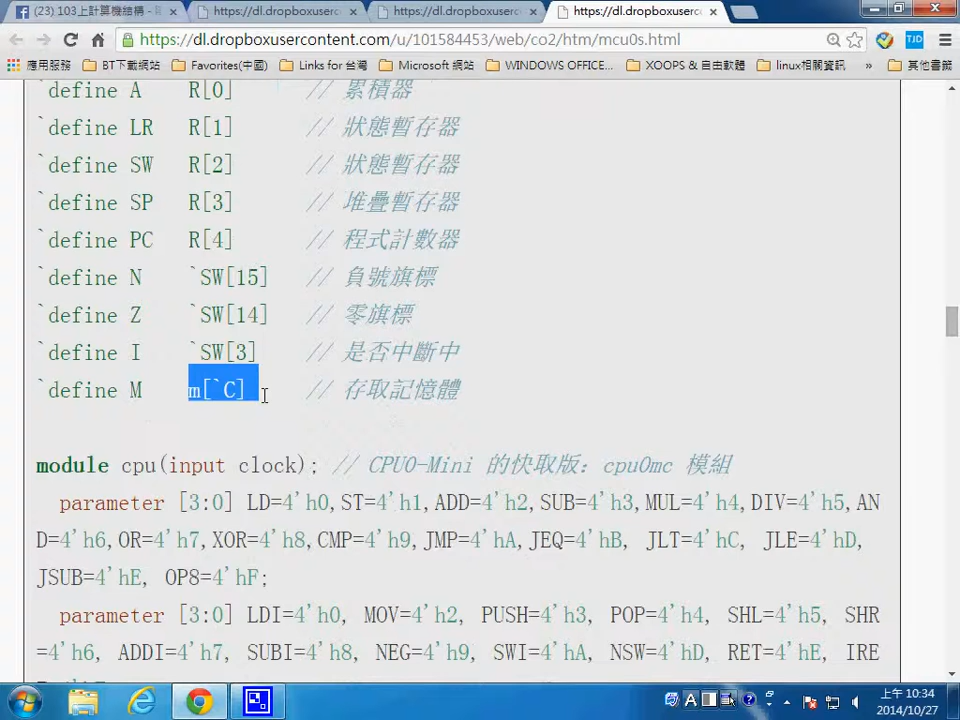 (23) 103上計算機結構 -
https://dl.dropboxuserc
https://dl.dropboxuserc
https://dl.dropboxuserc
https://dl.dropboxusercontent.com/u/101584453/web/co2/htm/mcu0s.html
應用服務 BT下載網站 Favorites(中國) Links for 台灣 Microsoft 網站 WINDOWS OFFICE... XOOPS & 自由軟體 linux相關資訊 » 其他書籤
`define A R[0] // 累積器
`define LR R[1] // 狀態暫存器
`define SW R[2] // 狀態暫存器
`define SP R[3] // 堆疊暫存器
`define PC R[4] // 程式計數器
`define N `SW[15] // 負號旗標
`define Z `SW[14] // 零旗標
`define I `SW[3] // 是否中斷中
`define M m[`C] // 存取記憶體
module cpu(input clock); // CPU0-Mini 的快取版：cpu0mc 模組
parameter [3:0] LD=4'h0,ST=4'h1,ADD=4'h2,SUB=4'h3,MUL=4'h4,DIV=4'h5,AN
D=4'h6,OR=4'h7,XOR=4'h8,CMP=4'h9,JMP=4'hA,JEQ=4'hB, JLT=4'hC, JLE=4'hD,
JSUB=4'hE, OP8=4'hF;
parameter [3:0] LDI=4'h0, MOV=4'h2, PUSH=4'h3, POP=4'h4, SHL=4'h5, SHR
=4'h6, ADDI=4'h7, SUBI=4'h8, NEG=4'h9, SWI=4'hA, NSW=4'hD, RET=4'hE, IRE
上午 10:34
2014/10/27